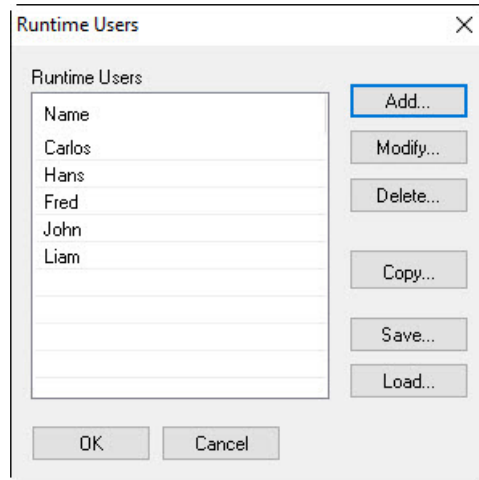 Runtime Users
Runtime Users
Name
Carlos
Hans
Fred
John
Liam
Add...
Modify...
Delete...
Copy...
Save...
Load...
OK
Cancel